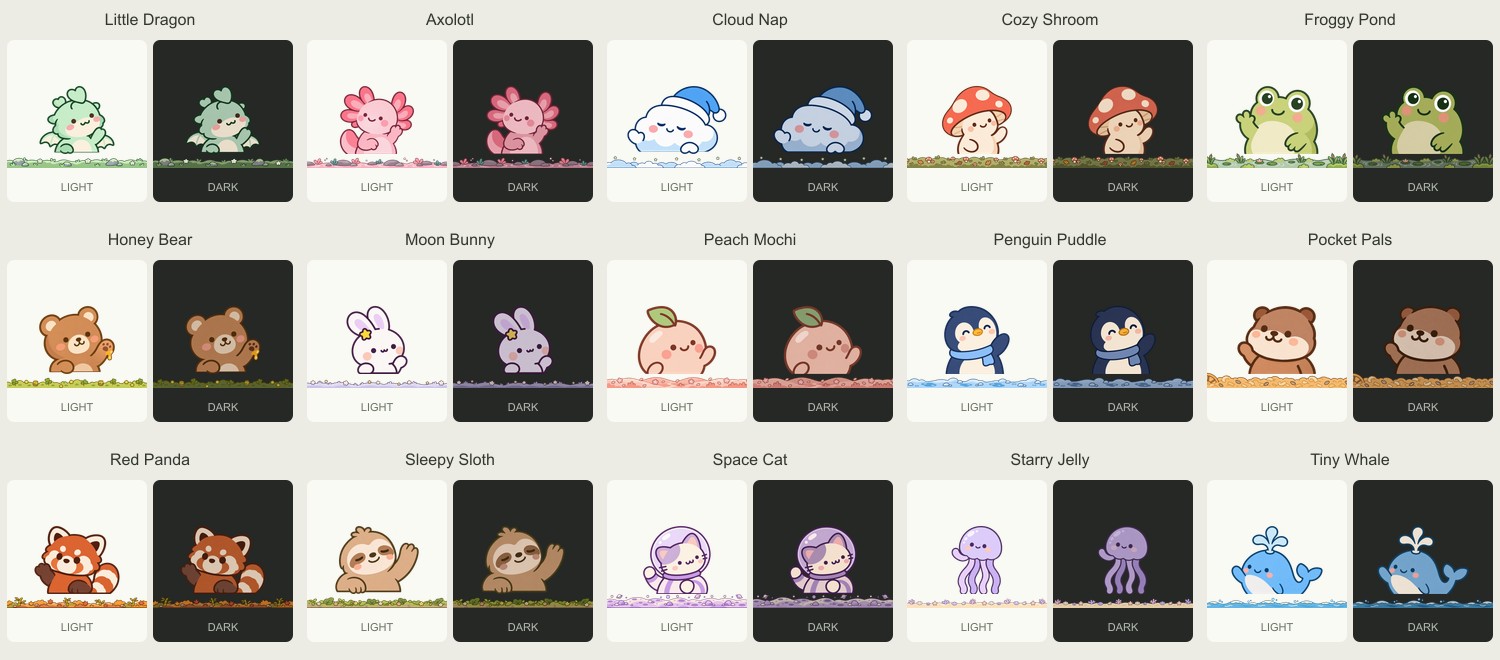 Little Dragon
Axolotl
Cloud Nap
Cozy Shroom
Froggy Pond
LIGHT
DARK
LIGHT
DARK
LIGHT
DARK
LIGHT
DARK
LIGHT
DARK
Honey Bear
Moon Bunny
Peach Mochi
Penguin Puddle
Pocket Pals
LIGHT
DARK
LIGHT
DARK
LIGHT
DARK
LIGHT
DARK
LIGHT
DARK
Red Panda
Sleepy Sloth
Space Cat
Starry Jelly
Tiny Whale
LIGHT
DARK
LIGHT
DARK
LIGHT
DARK
LIGHT
DARK
LIGHT
DARK